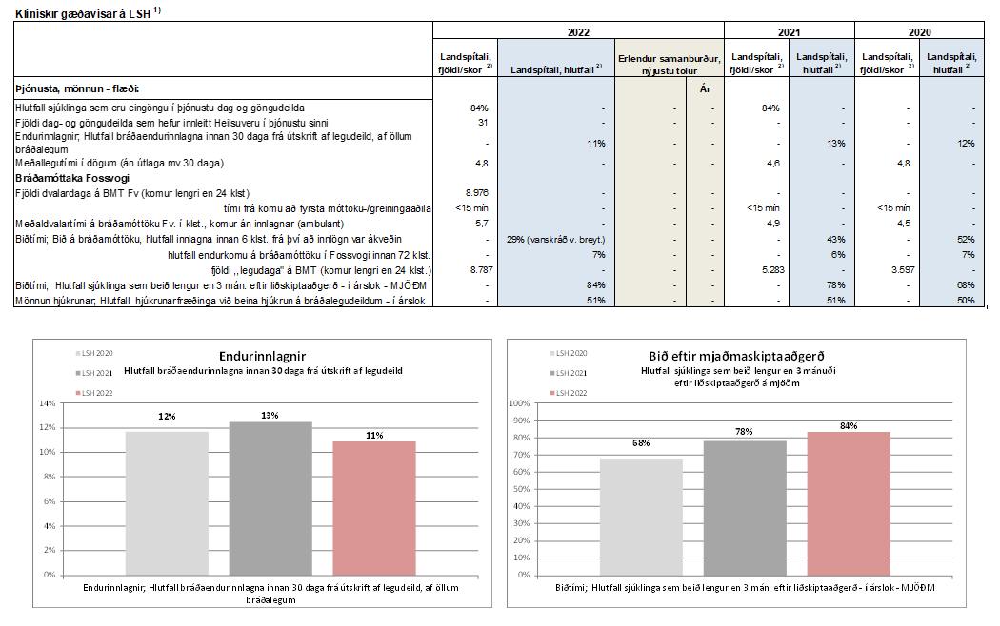 Klínískir gæðavísar á LSH 1)
2022 2021 2020
Landspítali, fjöldi/skor 2) Landspítali, hlutfall 2) Erlendur samanburður, nýjustu tölur Landspítali, fjöldi/skor 2) Landspítali, hlutfall 2) Landspítali, fjöldi/skor 2) Landspítali, hlutfall 2)
Þjónusta, mönnun - flæði: Ár
Hlutfall sjúklinga sem eru eingöngu í þjónustu dag og göngudeilda 84% - - - 84% - - -
Fjöldi dag- og göngudeilda sem hefur innleitt Heilsuveru í þjónustu sinni 31 - - - - - - -
Endurinnlagnir; Hlutfall bráðaendurinnlagna innan 30 daga frá útskrift af legudeild, af öllum
bráðalegum - 11% - - - 13% - 12%
Meðallegutími í dögum (án útlaga mv 30 daga) 4,8 - - - 4,6 - 4,8 -
Bráðamóttaka Fossvogi
Fjöldi dvalardaga á BMT Fv (komur lengri en 24 klst) 8.976 - - - - - - -
tími frá komu að fyrsta móttöku-/greiningaaðila <15 mín - - - <15 mín - <15 mín -
Meðaldvalartími á bráðamóttöku Fv. í klst., komur án innlagnar (ambulant) 5,7 - - - 4,9 - 4,5 -
Biðtími; Bið á bráðamóttöku, hlutfall innlagna innan 6 klst. frá því að innlögn var ákveðin - 29% (vanskráð v. breyt.) - - - 43% - 52%
hlutfall endurkomu á bráðamóttöku í Fossvogi innan 72 klst. - 7% - - - 6% - 7%
fjöldi ,,legudaga" á BMT (komur lengri en 24 klst.) 8.787 - - - 5.283 - 3.597 -
Biðtími; Hlutfall sjúklinga sem beið lengur en 3 mán. eftir liðskiptaaðgerð - í árslok - MJÖÐM - 84% - - - 78% - 68%
Mönnun hjúkrunar; Hlutfall hjúkrunarfræðinga við beina hjúkrun á bráðalegudeildum - í árslok - 51% - - - 51% - 50%
LSH 2020
LSH 2021
LSH 2022
Endurinnlagnir
Hlutfall bráðaendurinnlagna innan 30 daga frá útskrift af legudeild
14%
12%
10%
8%
6%
4%
2%
0%
12% 13% 11%
Endurinnlagnir; Hlutfall bráðaendurinnlagna innan 30 daga frá útskrift af legudeild, af öllum
bráðalegum
LSH 2020
LSH 2021
LSH 2022
Bið eftir mjaðmaskiptaaðgerð
Hlutfall sjúklinga sem beið lengur en 3 mánuði
eftir liðskiptaaðgerð á mjöðm
100%
90%
80%
70%
60%
50%
40%
30%
20%
10%
0%
68% 78% 84%
Biðtími; Hlutfall sjúklinga sem beið lengur en 3 mán. eftir liðskiptaaðgerð - í árslok - MJÖÐM